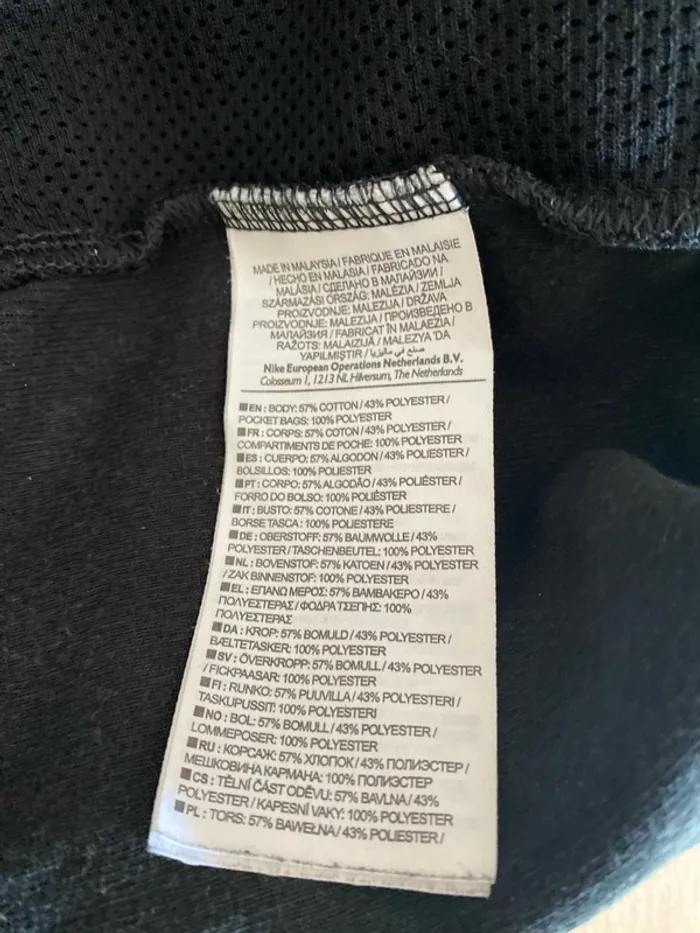 MADE IN MALAYSIA / FABRIQUE EN MALAISIE
/ HECHO EN MALASIA / FABRICADO NA
MALÁSIA / СДЕЛАНО В МАЛАЙЗИИ /
SZÁRMAZÁSI ORSZÁG: MALÉZIA / ZEMLJA
PROIZVODNJE: MALEZIJA / DRŽAVA
PROIZVODNJE: MALEZIJA / ПРОИЗВЕДЕНО В
МАЛАЙЗИЯ / FABRICAT ÎN MALAEZIA /
RAŽOTS: MALAIZIJĀ / MALEZYA 'DA
YAPILMIŞTIR / صنع في ماليزيا
Nike European Operations Netherlands B.V.
Colosseum 1, 1213 NL Hilversum, The Netherlands
EN : BODY: 57% COTTON / 43% POLYESTER /
POCKET BAGS: 100% POLYESTER
FR : CORPS: 57% COTON / 43% POLYESTER /
COMPARTIMENTS DE POCHE: 100% POLYESTER
ES : CUERPO: 57% ALGODON / 43% POLIESTER /
BOLSILLOS: 100% POLIESTER
PT : CORPO: 57% ALGODÃO / 43% POLIÉSTER /
FORRO DO BOLSO: 100% POLIÉSTER
IT : BUSTO: 57% COTONE / 43% POLIESTERE /
BORSE TASCA : 100% POLIESTERE
DE : OBERSTOFF: 57% BAUMWOLLE / 43%
POLYESTER / TASCHENBEUTEL: 100% POLYESTER
NL : BOVENSTOF: 57% KATOEN / 43% POLYESTER
/ ZAK BINNENSTOF: 100% POLYESTER
EL : ΕΠΑΝΩ ΜΕΡΟΣ: 57% ΒΑΜΒΑΚΕΡΟ / 43%
ΠΟΛΥΕΣΤΕΡΑΣ / ΦΟΔΡΑ ΤΣΕΠΗΣ: 100%
ΠΟΛΥΕΣΤΕΡΑΣ
DA : KROP: 57% BOMULD / 43% POLYESTER /
BÆLTETASKER: 100% POLYESTER
SV : ÖVERKROPP: 57% BOMULL / 43% POLYESTER
/ FICKPAASAR: 100% POLYESTER
FI : RUNKO: 57% PUUVILLA / 43% POLYESTERI /
TASKUPUSSIT: 100% POLYESTERI
NO : BOL: 57% BOMULL / 43% POLYESTER /
LOMMEPOSER: 100% POLYESTER
RU : КОРСАЖ: 57% ХЛОПОК / 43% ПОЛИЭСТЕР /
МЕШКОВИНА КАРМАНА: 100% ПОЛИЭСТЕР
CS : TĚLNÍ ČÁST ODĚVU: 57% BAVLNA / 43%
POLYESTER / KAPESNÍ VAKY: 100% POLYESTER
PL : TORS: 57% BAWEŁNA / 43% POLIESTER /